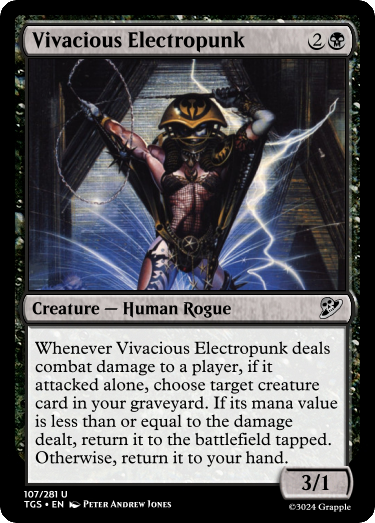 Vivacious Electropunk 2
Creature — Human Rogue
Whenever Vivacious Electropunk deals
combat damage to a player, if it
attacked alone, choose target creature
card in your graveyard. If its mana value
is less than or equal to the damage
dealt, return it to the battlefield tapped.
Otherwise, return it to your hand.
3/1
107/281 U
TGS • EN Peter Andrew Jones
©3024 Grapple